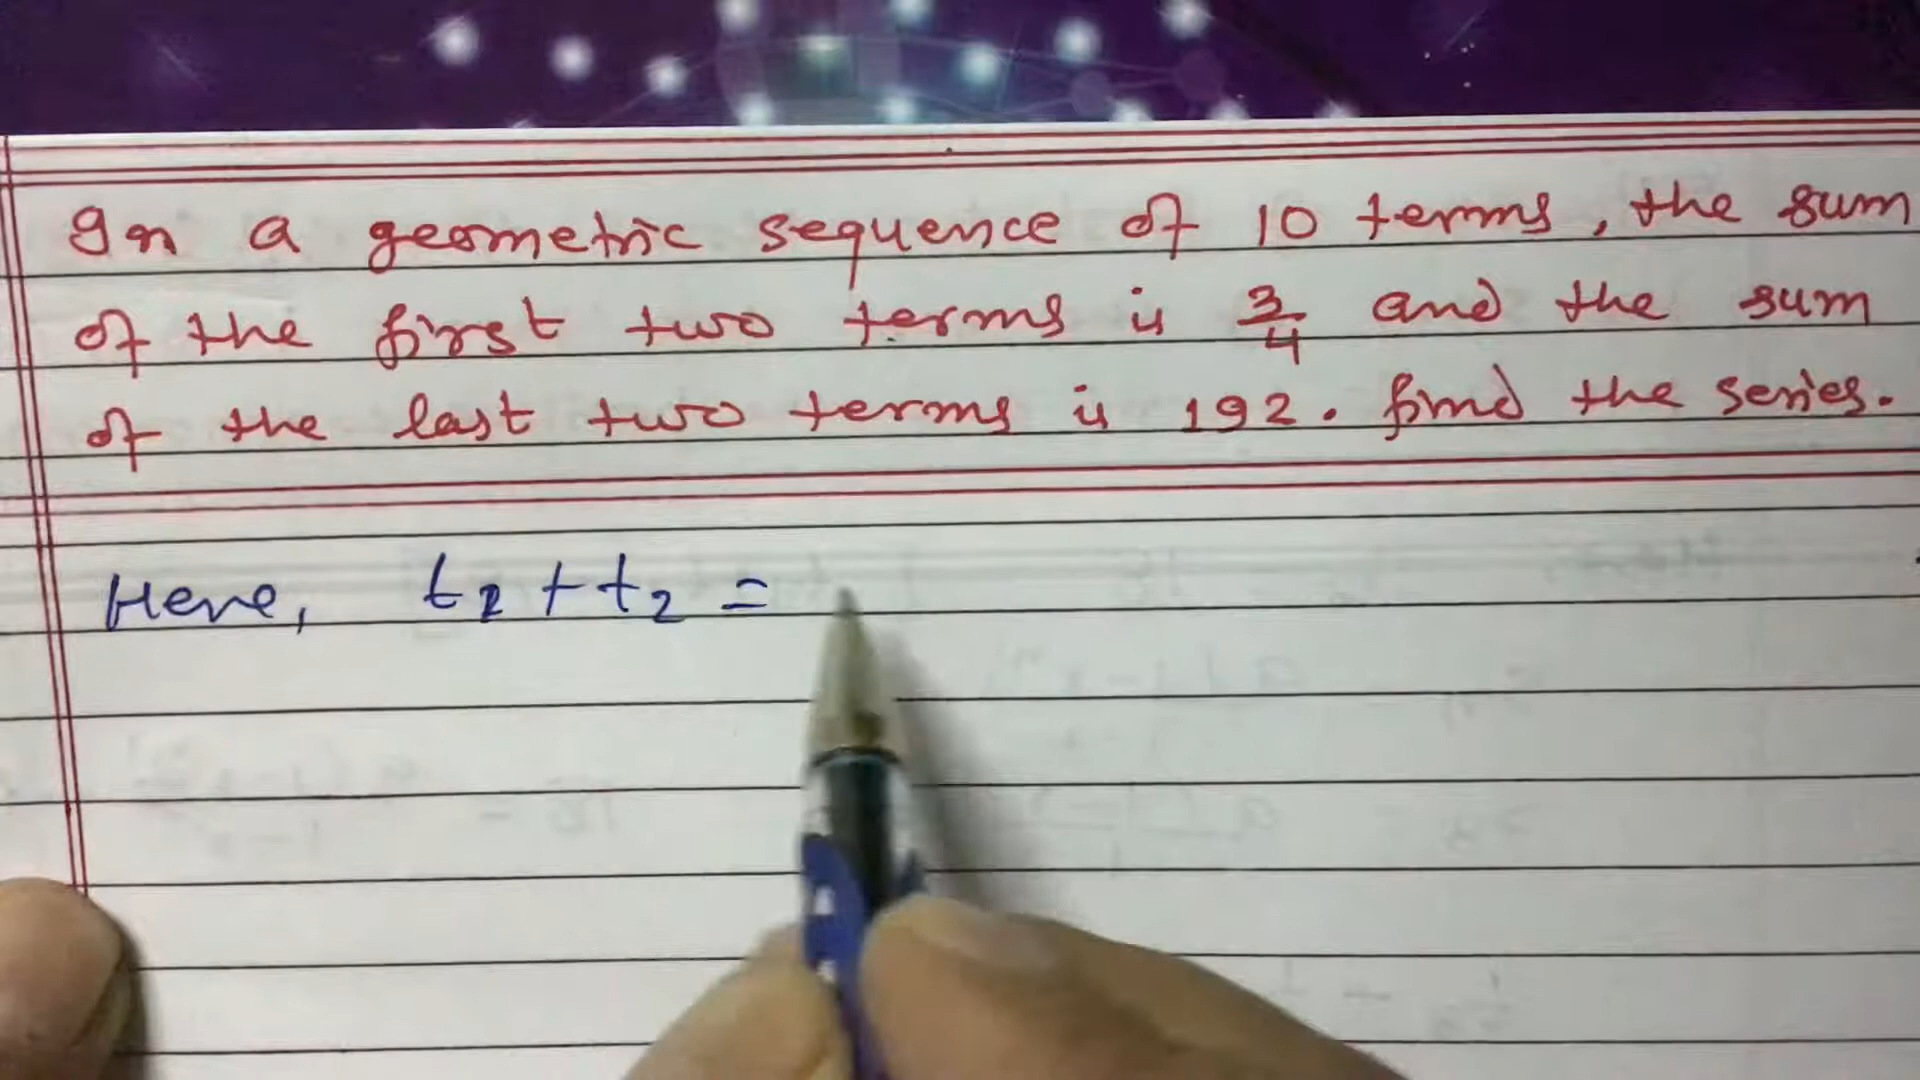 In a geometric sequence of 10 terms, the sum
of the first two terms is 3/4 and the sum
of the last two terms is 192. find the series.
Here, t₁ + t₂ =